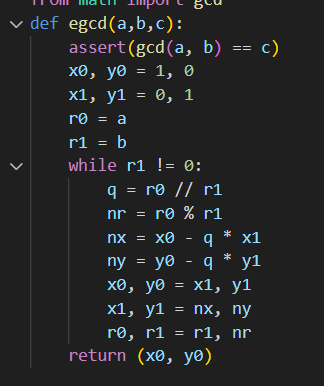 from math import gcd
def egcd(a,b,c):
    assert(gcd(a, b) == c)
    x0, y0 = 1, 0
    x1, y1 = 0, 1
    r0 = a
    r1 = b
    while r1 != 0:
        q = r0 // r1
        nr = r0 % r1
        nx = x0 - q * x1
        ny = y0 - q * y1
        x0, y0 = x1, y1
        x1, y1 = nx, ny
        r0, r1 = r1, nr
    return (x0, y0)